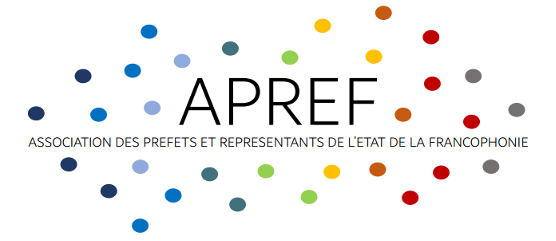 APREF
ASSOCIATION DES PREFETS ET REPRESENTANTS DE L'ETAT DE LA FRANCOPHONIE